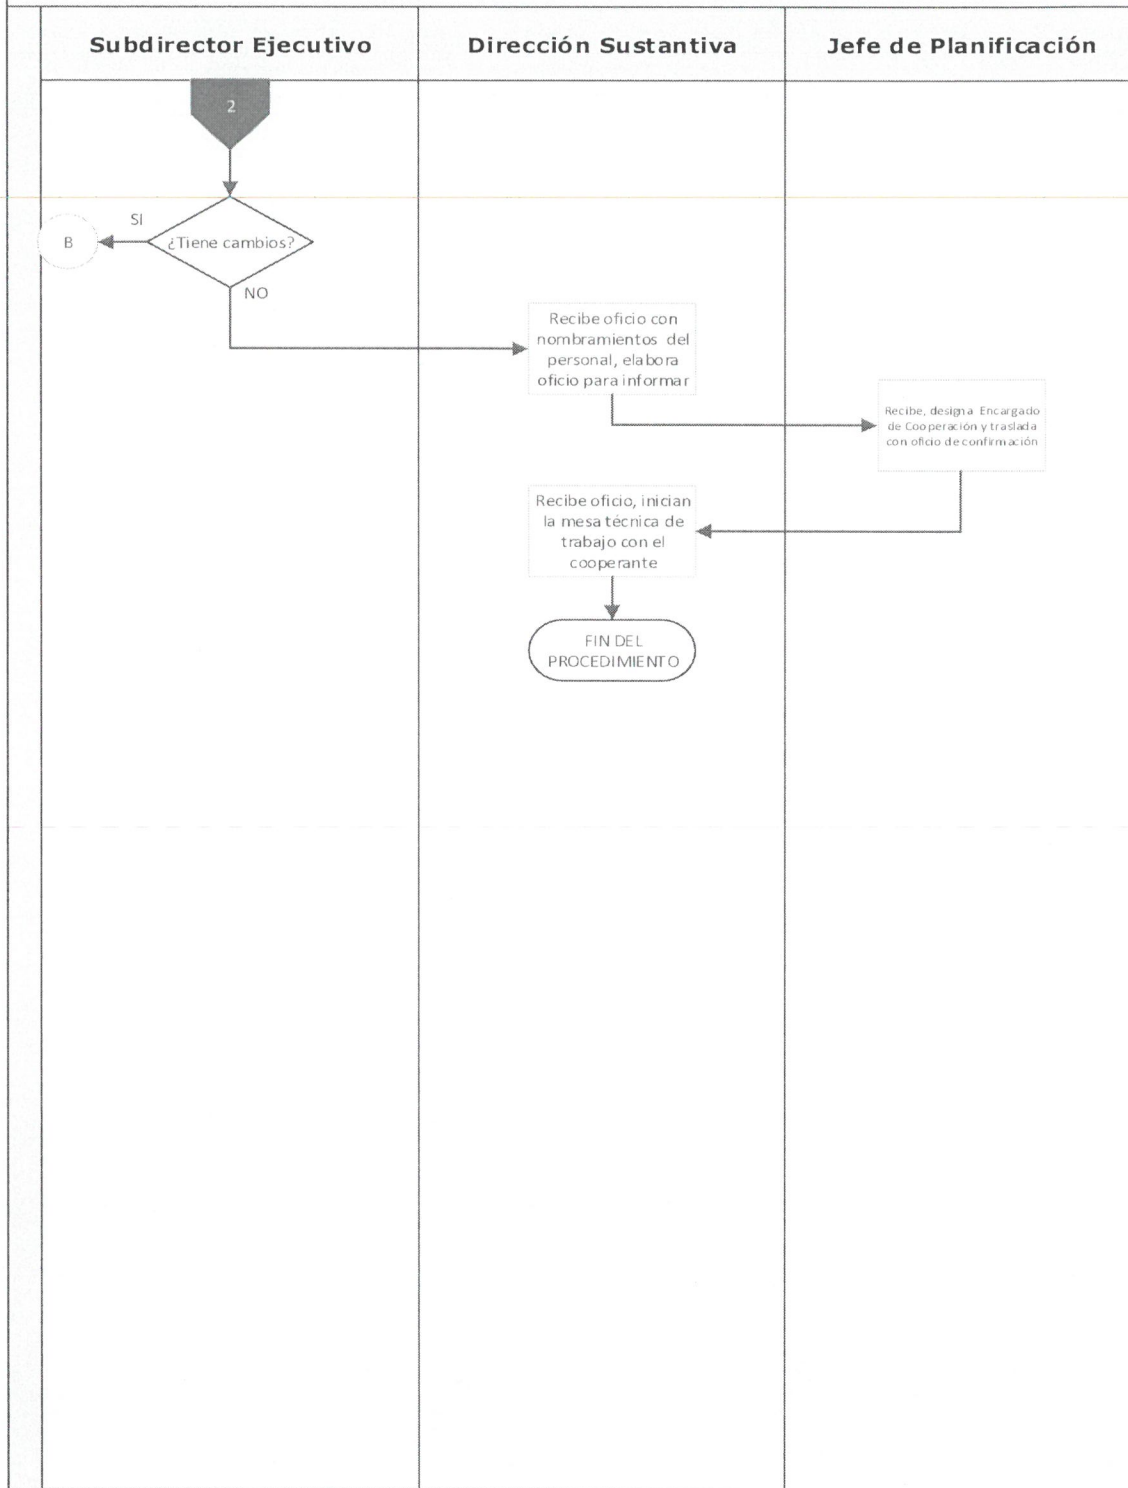 Subdirector Ejecutivo
Dirección Sustantiva
Jefe de Planificación
2
¿Tiene cambios?
SI
B
NO
Recibe oficio con
nombramientos del
personal, elabora
oficio para informar
Recibe, designa Encargado
de Cooperación y traslada
con oficio de confirmación
Recibe oficio, inician
la mesa técnica de
trabajo con el
cooperante
FIN DEL
PROCEDIMIENTO